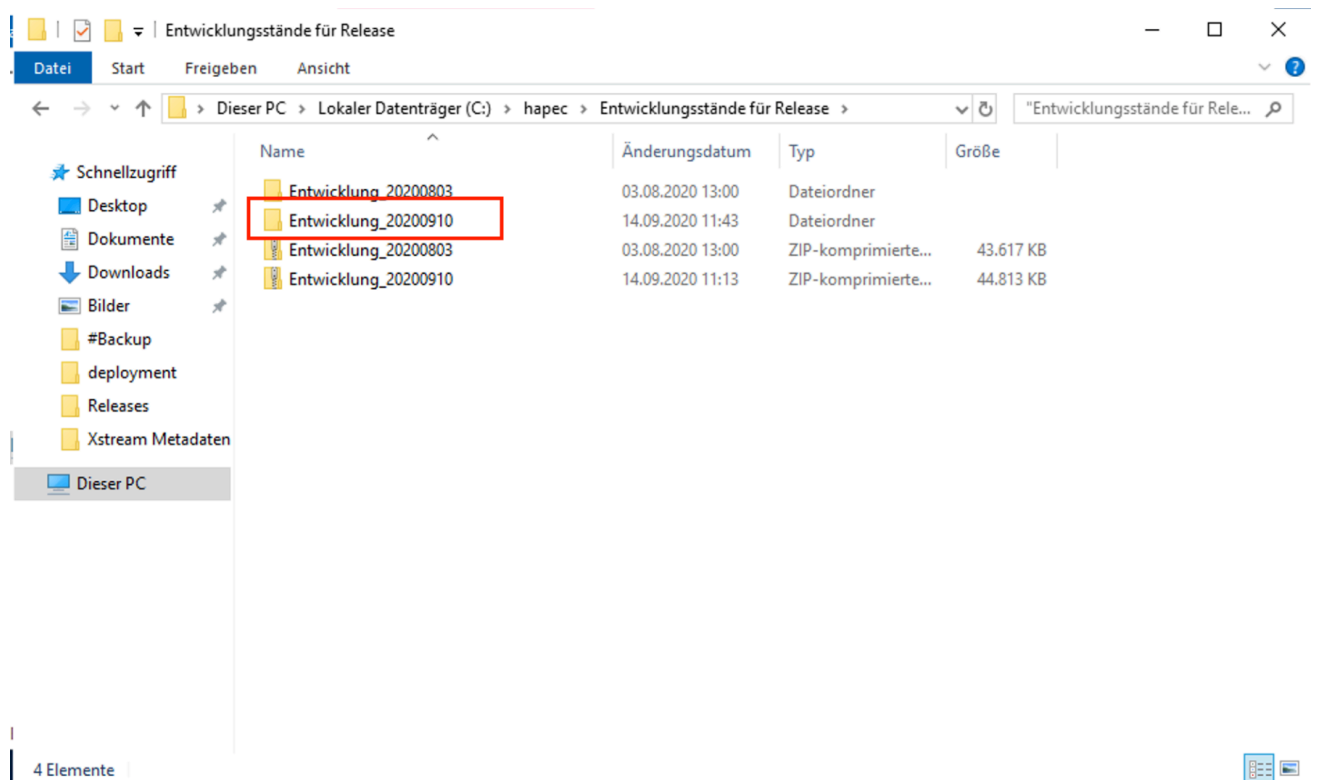 Entwicklungsstände für Release
Datei Start Freigeben Ansicht
Dieser PC Lokaler Datenträger (C:) hapec Entwicklungsstände für Release "Entwicklungsstände für Rele...
Name Änderungsdatum Typ Größe
Schnellzugriff
Desktop
Dokumente
Downloads
Bilder
#Backup
deployment
Releases
Xstream Metadaten
Dieser PC
Entwicklung_20200803 03.08.2020 13:00 Dateiordner
Entwicklung_20200910 14.09.2020 11:43 Dateiordner
Entwicklung_20200803 03.08.2020 13:00 ZIP-komprimierte... 43.617 KB
Entwicklung_20200910 14.09.2020 11:13 ZIP-komprimierte... 44.813 KB
4 Elemente